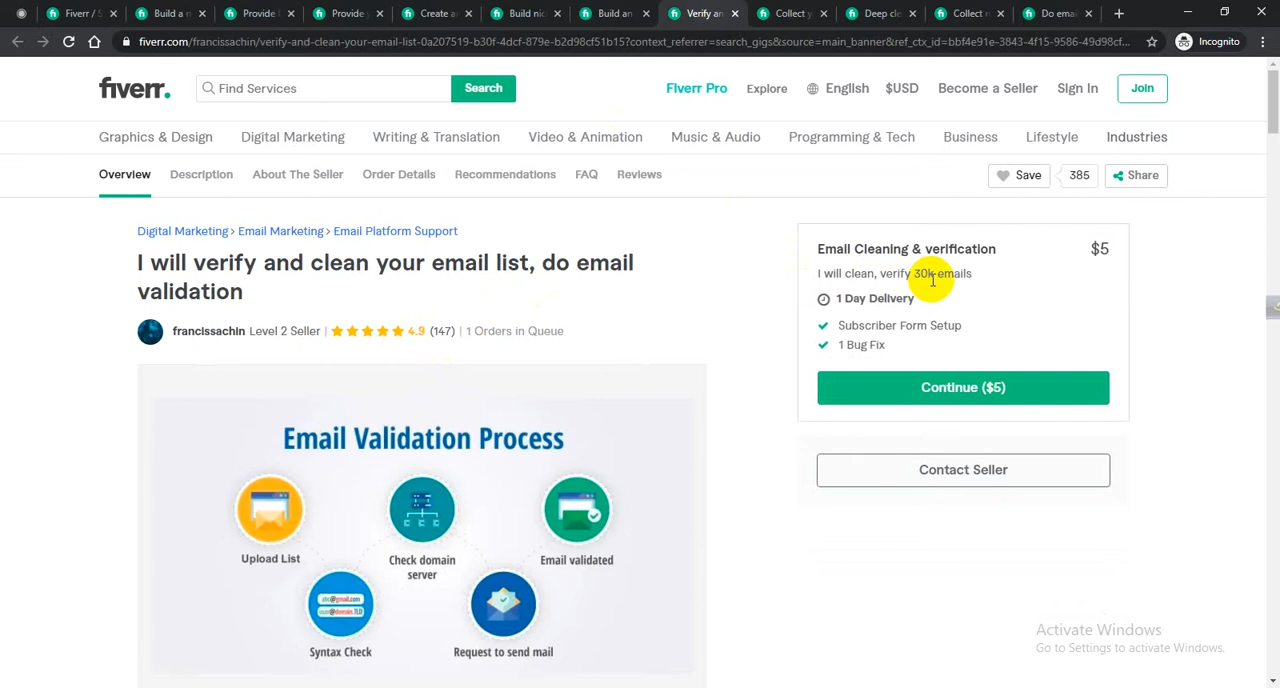 Fiverr / S
Build a n
Provide l
Provide y
Create a
Build nic
Build an
Verify an
Collect y
Deep cle
Collect n
Do emai
fiverr.com/francissachin/verify-and-clean-your-email-list-0a207519-b30f-4dcf-879e-b2d98cf51b15?context_referrer=search_gigs&source=main_banner&ref_ctx_id=bbf4e91e-3843-4f15-9586-49d98cf...
Incognito
fiverr.
Find Services
Search
Fiverr Pro
Explore
English
$USD
Become a Seller
Sign In
Join
Graphics & Design
Digital Marketing
Writing & Translation
Video & Animation
Music & Audio
Programming & Tech
Business
Lifestyle
Industries
Overview
Description
About The Seller
Order Details
Recommendations
FAQ
Reviews
Save
385
Share
Digital Marketing > Email Marketing > Email Platform Support
I will verify and clean your email list, do email
validation
francissachin Level 2 Seller
4.9 (147)
1 Orders in Queue
Email Cleaning & verification
$5
I will clean, verify 30k emails
1 Day Delivery
Subscriber Form Setup
1 Bug Fix
Continue ($5)
Contact Seller
Email Validation Process
Upload List
Check domain
server
Email validated
abc@gmail.com
Syntax Check
Request to send mail
Activate Windows
Go to Settings to activate Windows.